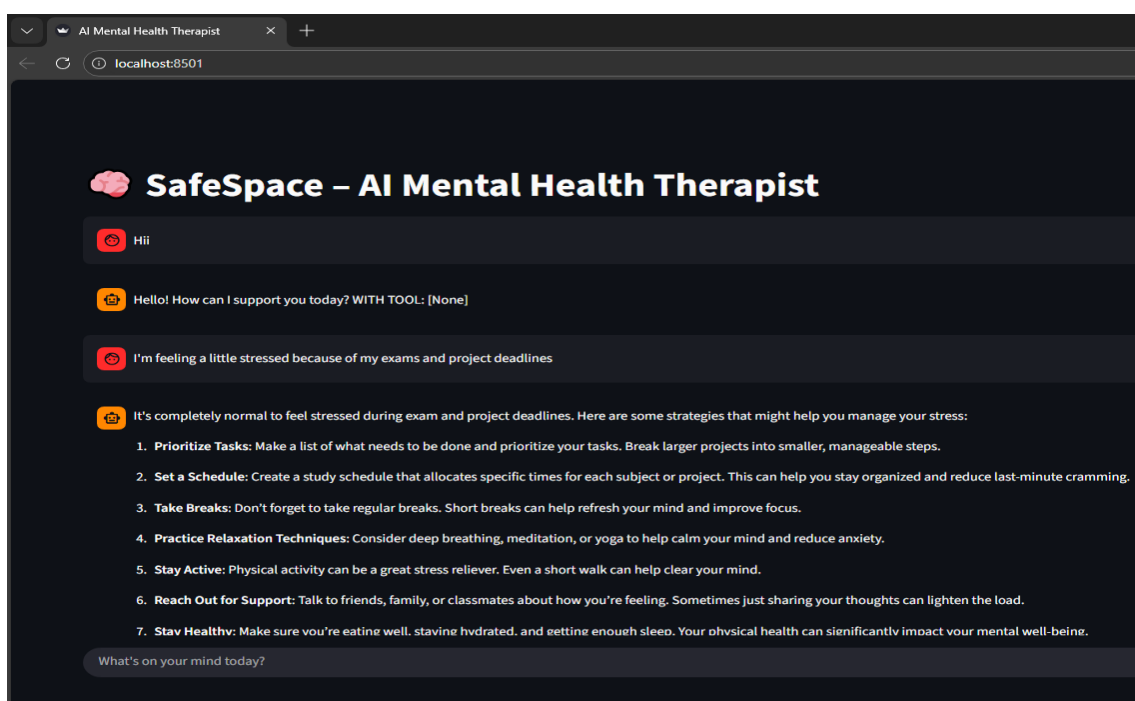 AI Mental Health Therapist
localhost:8501
SafeSpace – AI Mental Health Therapist
Hii
Hello! How can I support you today? WITH TOOL: [None]
I'm feeling a little stressed because of my exams and project deadlines
It's completely normal to feel stressed during exam and project deadlines. Here are some strategies that might help you manage your stress:
1. Prioritize Tasks: Make a list of what needs to be done and prioritize your tasks. Break larger projects into smaller, manageable steps.
2. Set a Schedule: Create a study schedule that allocates specific times for each subject or project. This can help you stay organized and reduce last-minute cramming.
3. Take Breaks: Don't forget to take regular breaks. Short breaks can help refresh your mind and improve focus.
4. Practice Relaxation Techniques: Consider deep breathing, meditation, or yoga to help calm your mind and reduce anxiety.
5. Stay Active: Physical activity can be a great stress reliever. Even a short walk can help clear your mind.
6. Reach Out for Support: Talk to friends, family, or classmates about how you're feeling. Sometimes just sharing your thoughts can lighten the load.
7. Stay Healthy: Make sure you're eating well, staying hydrated, and getting enough sleep. Your physical health can significantly impact your mental well-being.
What's on your mind today?